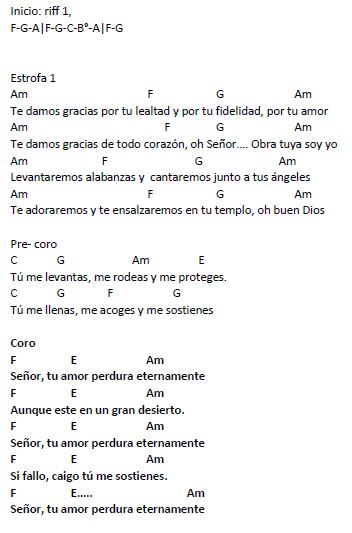 Inicio: riff 1,
F-G-A|F-G-C-B°-A|F-G
Estrofa 1
Am F G Am
Te damos gracias por tu lealtad y por tu fidelidad, por tu amor
Am F G Am
Te damos gracias de todo corazón, oh Señor.... Obra tuya soy yo
Am F G Am
Levantaremos alabanzas y cantaremos junto a tus ángeles
Am F G Am
Te adoraremos y te ensalzaremos en tu templo, oh buen Dios
Pre- coro
C G Am E
Tú me levantas, me rodeas y me proteges.
C G F G
Tú me llenas, me acoges y me sostienes
Coro
F E Am
Señor, tu amor perdura eternamente
F E Am
Aunque este en un gran desierto.
F E Am
Señor, tu amor perdura eternamente
F E Am
Si fallo, caigo tú me sostienes.
F E..... Am
Señor, tu amor perdura eternamente